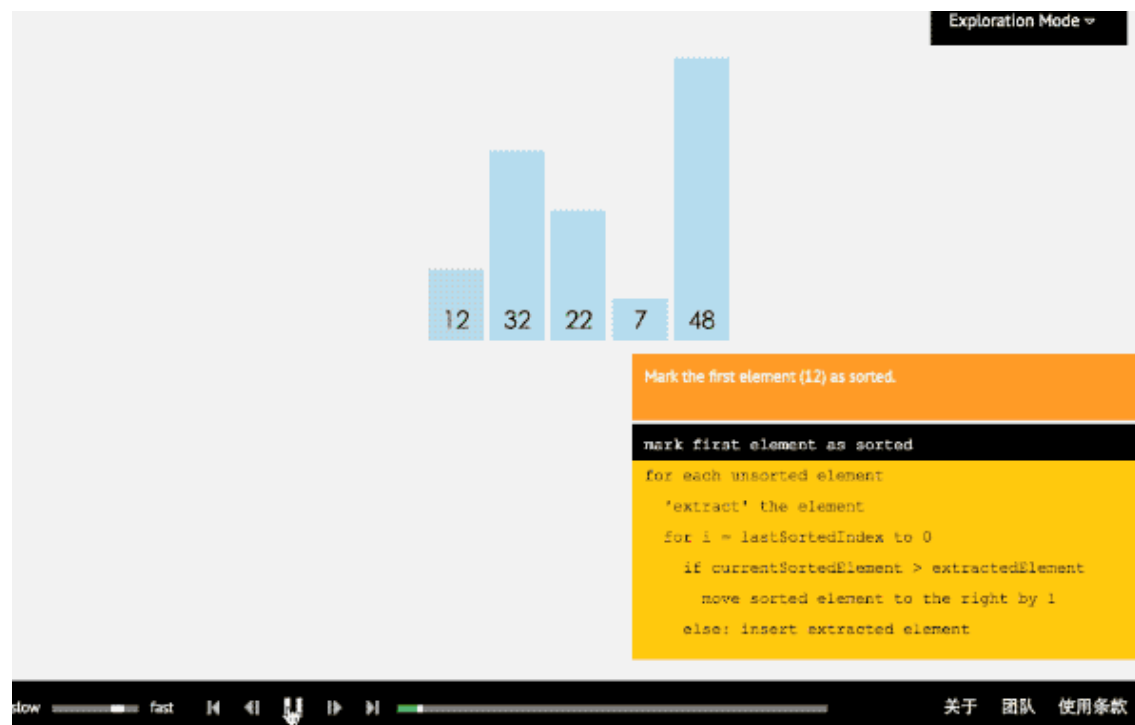 Exploration Mode ▿
12 32 22 7 48
Mark the first element (12) as sorted.
mark first element as sorted
for each unsorted element
'extract' the element
for i = lastSortedIndex to 0
if currentSortedElement > extractedElement
move sorted element to the right by 1
else: insert extracted element
slow fast 关于 团队 使用条款